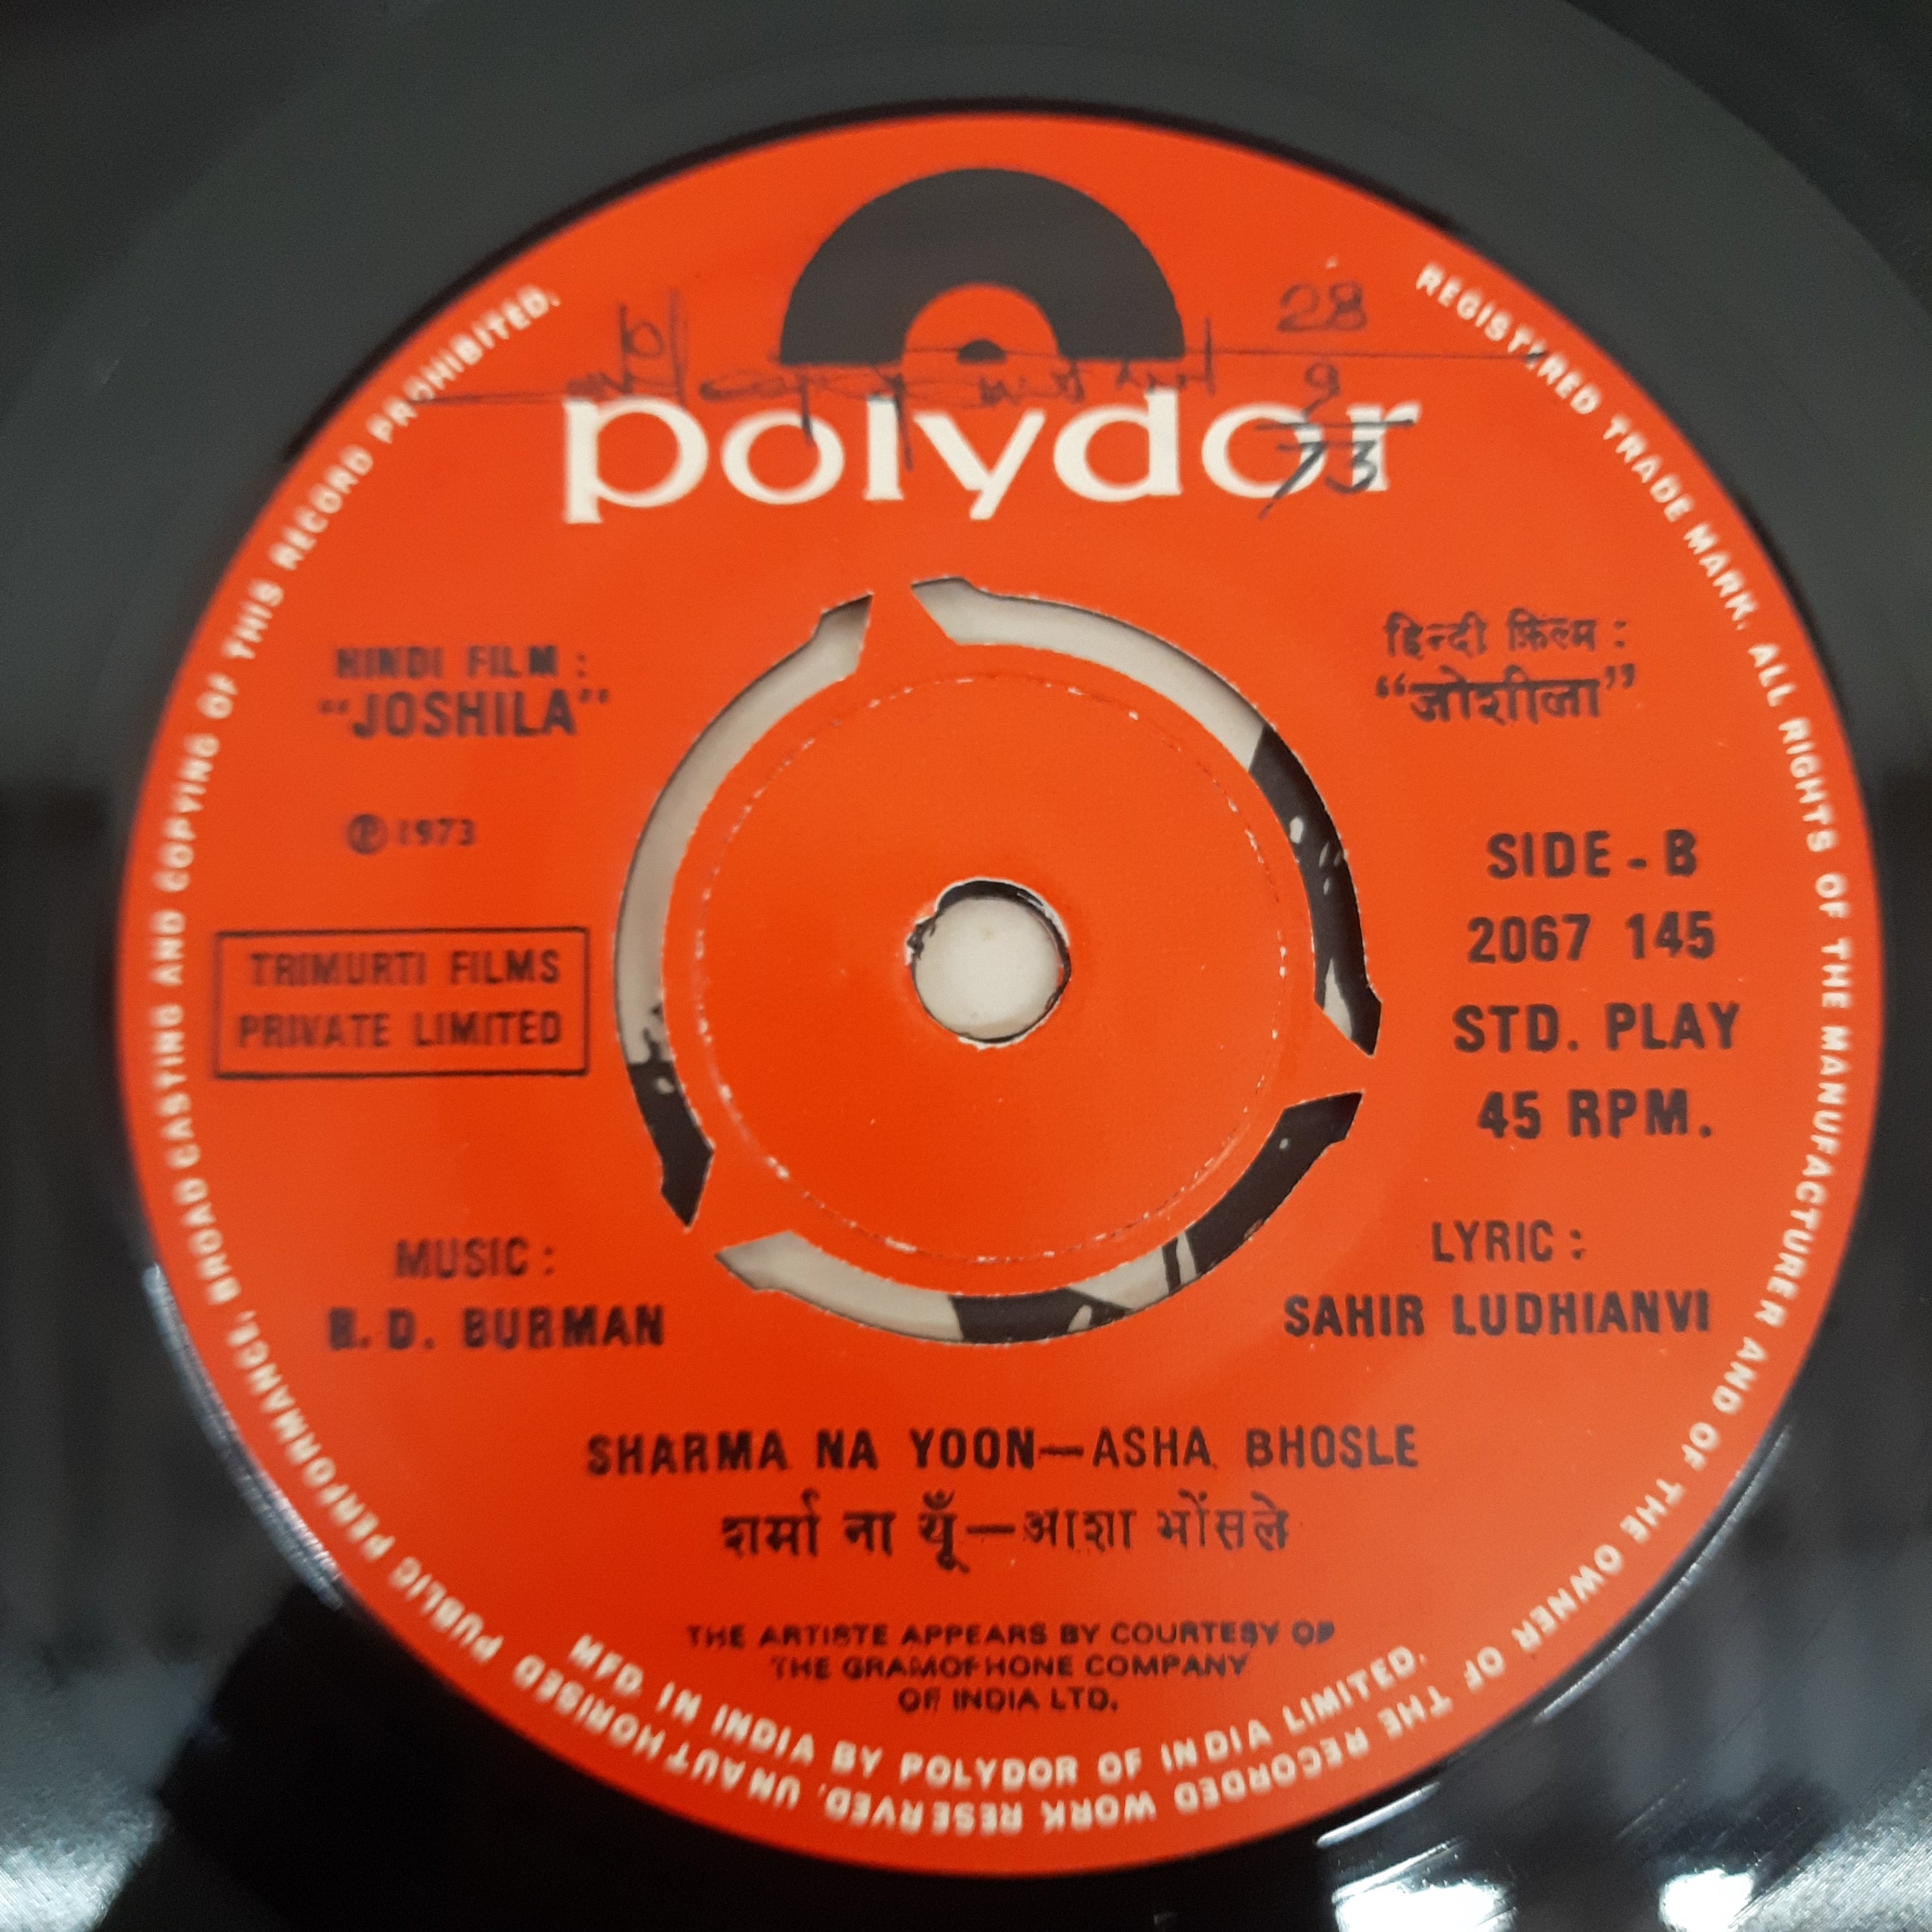 28
9
73
polydor
HINDI FILM :
"JOSHILA"
हिन्दी फ़िल्म :
"जोशीला"
Ⓟ 1973
TRIMURTI FILMS
PRIVATE LIMITED
SIDE - B
2067 145
STD. PLAY
45 RPM.
MUSIC :
R. D. BURMAN
LYRIC :
SAHIR LUDHIANVI
SHARMA NA YOON—ASHA BHOSLE
शर्मा ना यूँ—आशा भोंसले
THE ARTISTE APPEARS BY COURTESY OF
THE GRAMOPHONE COMPANY
OF INDIA LTD.
MFD. IN INDIA BY POLYDOR OF INDIA LIMITED.
REGISTERED TRADE MARK. ALL RIGHTS OF THE MANUFACTURER AND OF THE OWNER OF THE RECORDED WORK RESERVED. UNAUTHORISED PUBLIC PERFORMANCE, BROADCASTING AND COPYING OF THIS RECORD PROHIBITED.